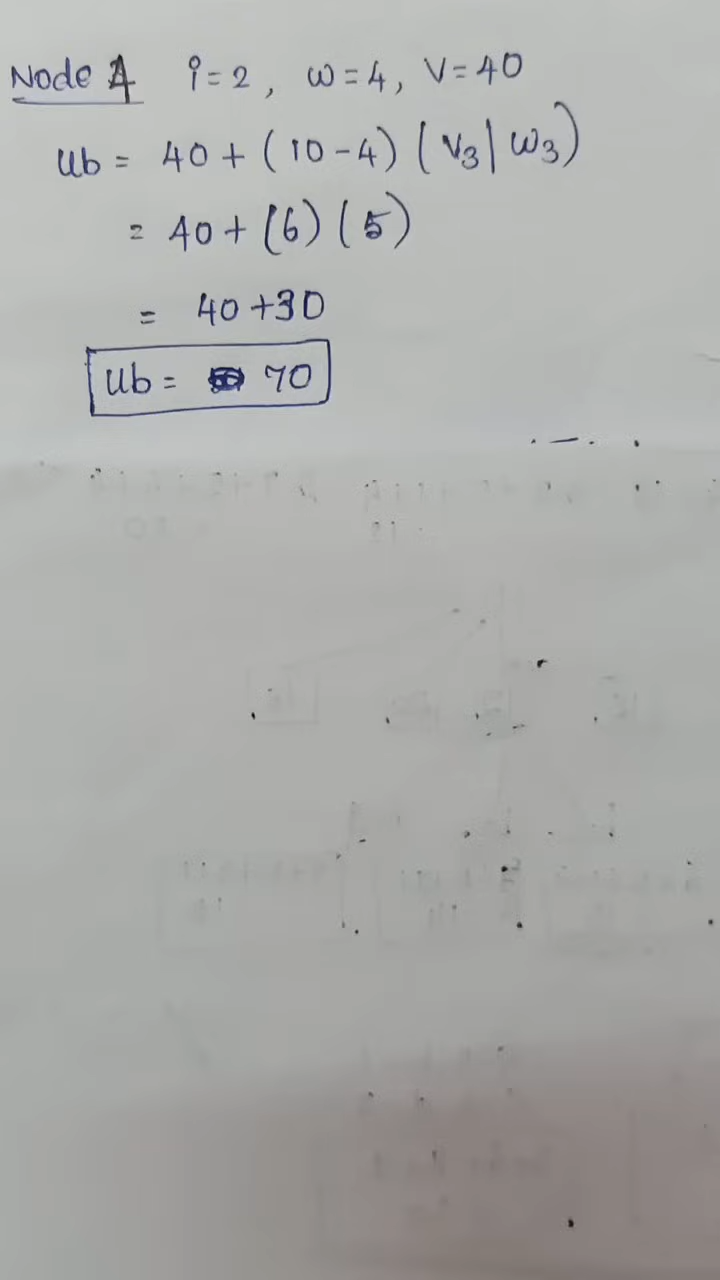 Node 4 i=2, w=4, V=40
Ub = 40+(10-4)(V3|w3)
= 40+(6)(5)
= 40+30
Ub = 70